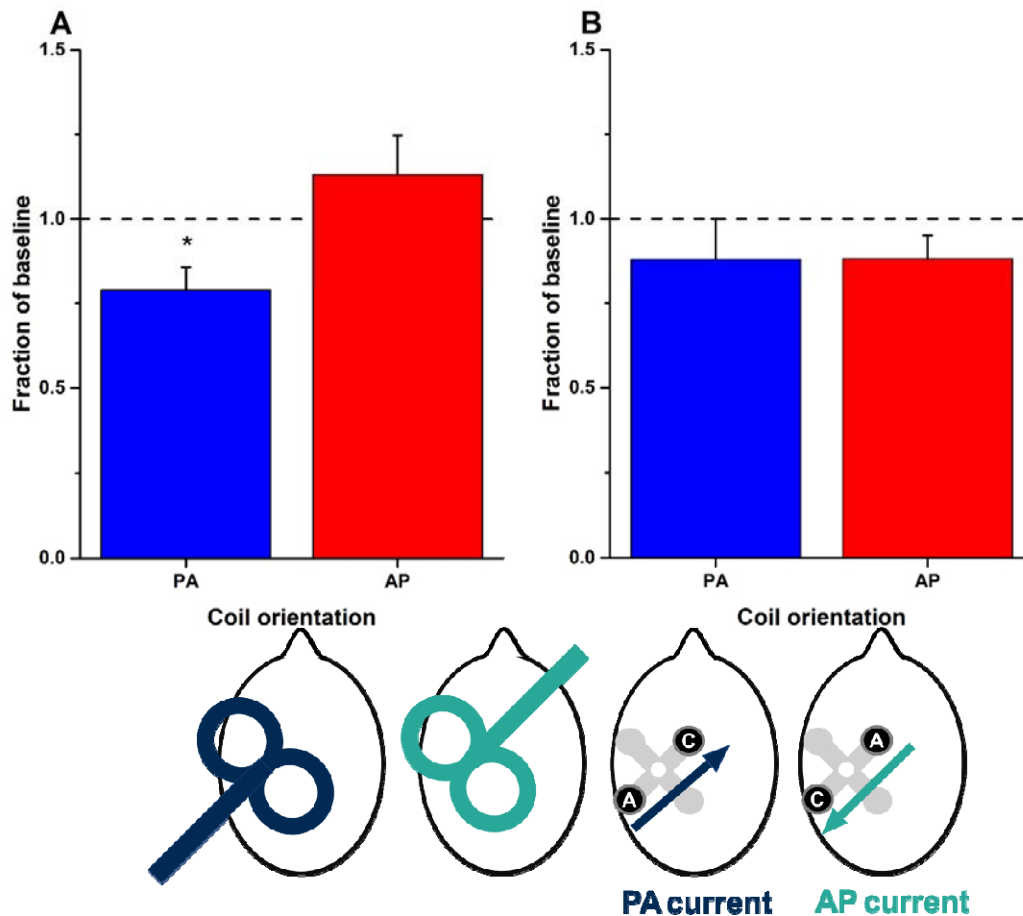 A
B
1.5
1.0
0.5
0.0
Fraction of baseline
*
PA
AP
Coil orientation
1.5
1.0
0.5
0.0
Fraction of baseline
PA
AP
Coil orientation
C
A
A
C
PA current
AP current